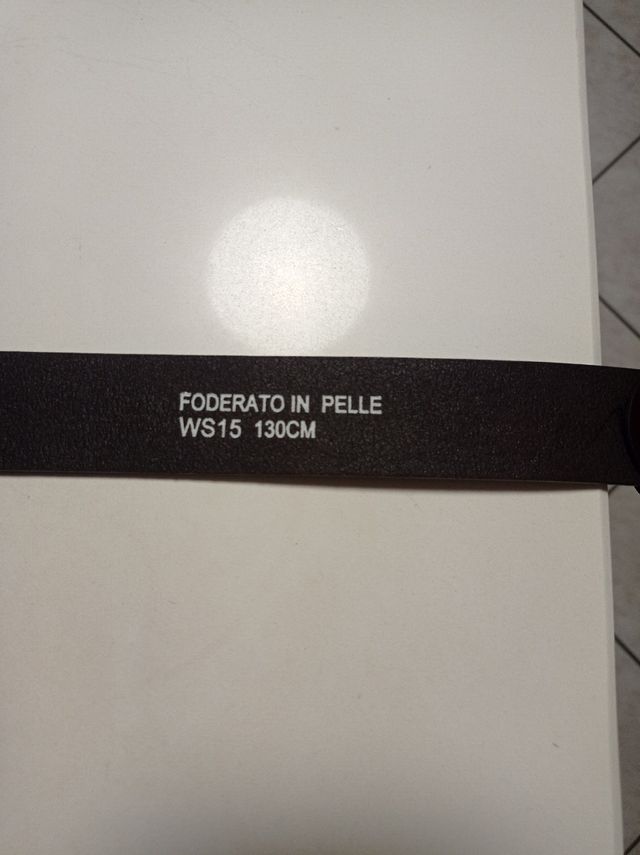 FODERATO IN PELLE
WS15 130CM